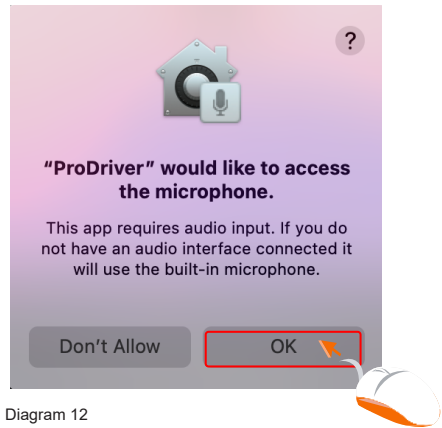 ?
“ProDriver” would like to access
the microphone.
This app requires audio input. If you do
not have an audio interface connected it
will use the built-in microphone.
Don’t Allow
OK
Diagram 12